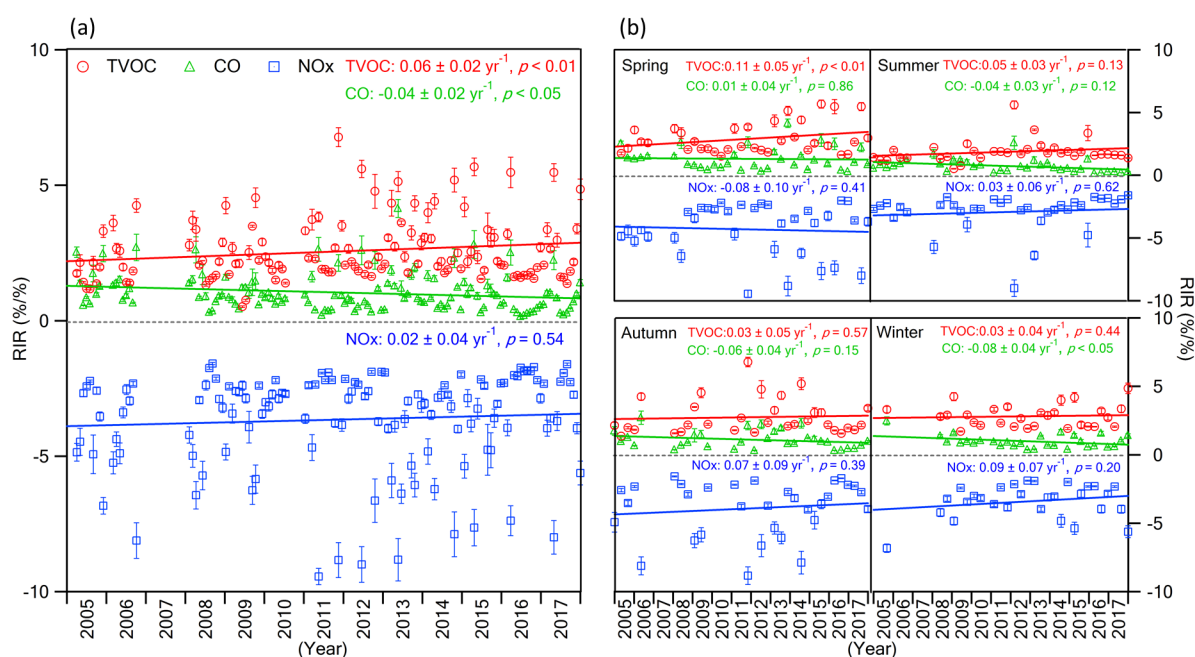 (a)
10
TVOC CO NOx
TVOC: 0.06 ± 0.02 yr-1, p < 0.01
CO: -0.04 ± 0.02 yr-1, p < 0.05
5
RIR (%/%)
0
NOx: 0.02 ± 0.04 yr-1, p = 0.54
-5
-10
2005 2006 2007 2008 2009 2010 2011 2012 2013 2014 2015 2016 2017
(Year)
(b)
Spring
TVOC:0.11 ± 0.05 yr-1, p < 0.01
CO: 0.01 ± 0.04 yr-1, p = 0.86
NOx: -0.08 ± 0.10 yr-1, p = 0.41
Summer
TVOC:0.05 ± 0.03 yr-1, p = 0.13
CO: -0.04 ± 0.03 yr-1, p = 0.12
NOx: 0.03 ± 0.06 yr-1, p = 0.62
10
5
0
-5
-10
RIR (%/%)
Autumn
TVOC:0.03 ± 0.05 yr-1, p = 0.57
CO: -0.06 ± 0.04 yr-1, p = 0.15
NOx: 0.07 ± 0.09 yr-1, p = 0.39
Winter
TVOC:0.03 ± 0.04 yr-1, p = 0.44
CO: -0.08 ± 0.04 yr-1, p < 0.05
NOx: 0.09 ± 0.07 yr-1, p = 0.20
10
5
0
-5
-10
2005 2006 2007 2008 2009 2010 2011 2012 2013 2014 2015 2016 2017
2005 2006 2007 2008 2009 2010 2011 2012 2013 2014 2015 2016 2017
(Year)